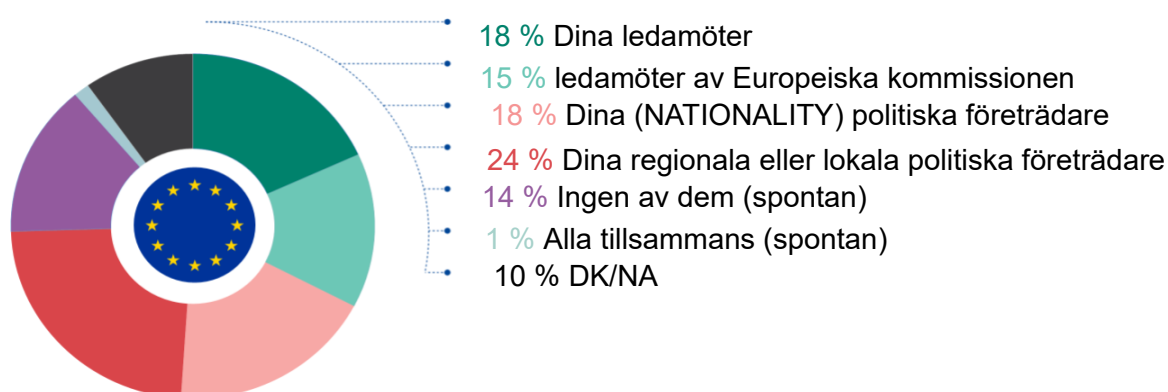 18 % Dina ledamöter
15 % ledamöter av Europeiska kommissionen
18 % Dina (NATIONALITY) politiska företrädare
24 % Dina regionala eller lokala politiska företrädare
14 % Ingen av dem (spontan)
1 % Alla tillsammans (spontan)
10 % DK/NA